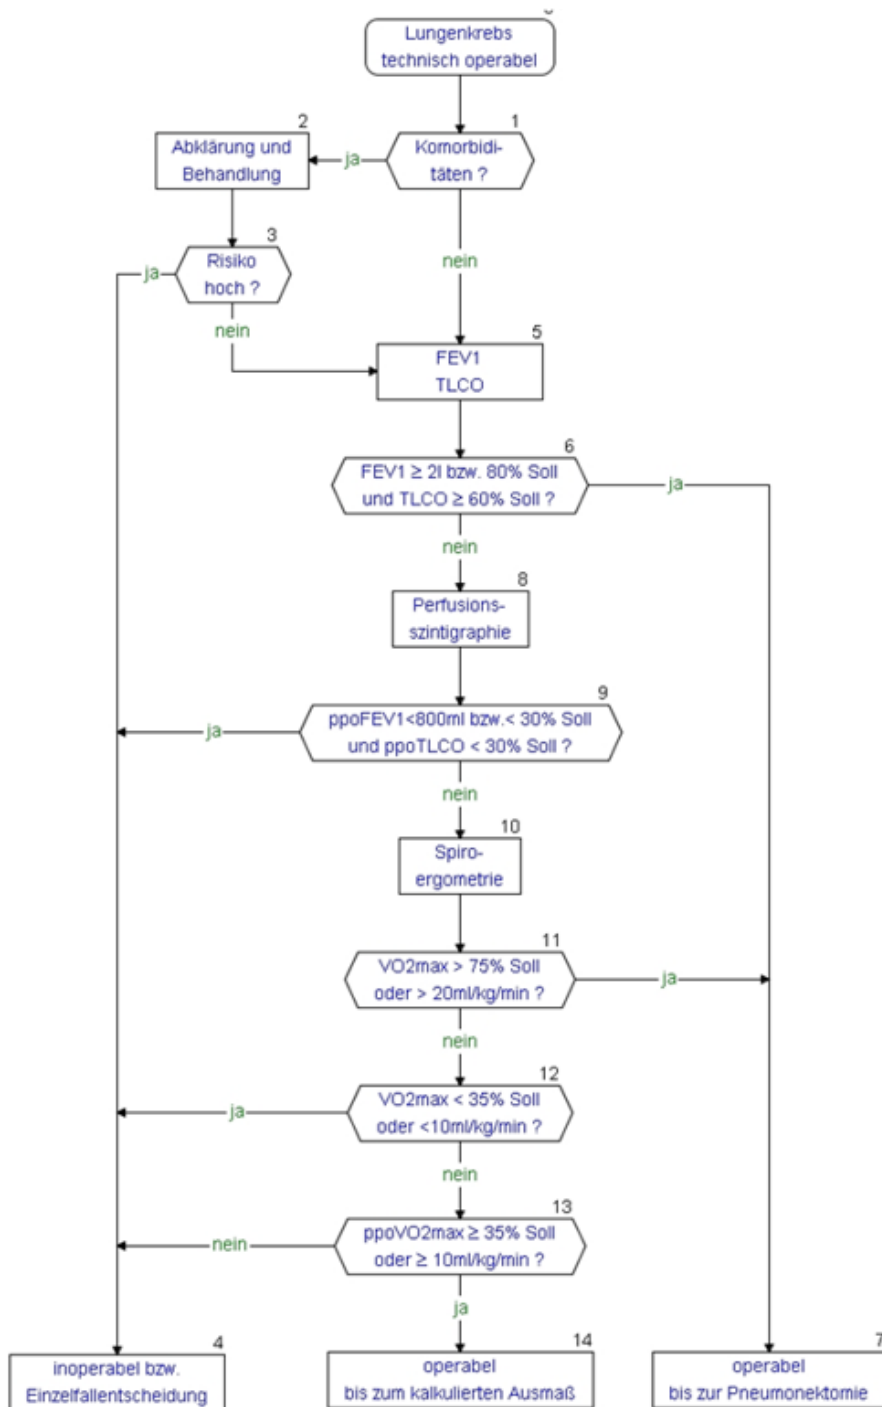 Lungenkrebs
technisch operabel
1
Komorbidi-
täten ?
ja
2
Abklärung und
Behandlung
3
Risiko
hoch ?
ja
nein
nein
5
FEV1
TLCO
6
FEV1 ≥ 2l bzw. 80% Soll
und TLCO ≥ 60% Soll ?
ja
nein
8
Perfusions-
szintigraphie
9
ppoFEV1<800ml bzw.< 30% Soll
und ppoTLCO < 30% Soll ?
ja
nein
10
Spiro-
ergometrie
11
VO2max > 75% Soll
oder > 20ml/kg/min ?
ja
nein
12
VO2max < 35% Soll
oder <10ml/kg/min ?
ja
nein
13
ppoVO2max ≥ 35% Soll
oder ≥ 10ml/kg/min ?
nein
ja
4
inoperabel bzw.
Einzelfallentscheidung
14
operabel
bis zum kalkulierten Ausmaß
7
operabel
bis zur Pneumonektomie